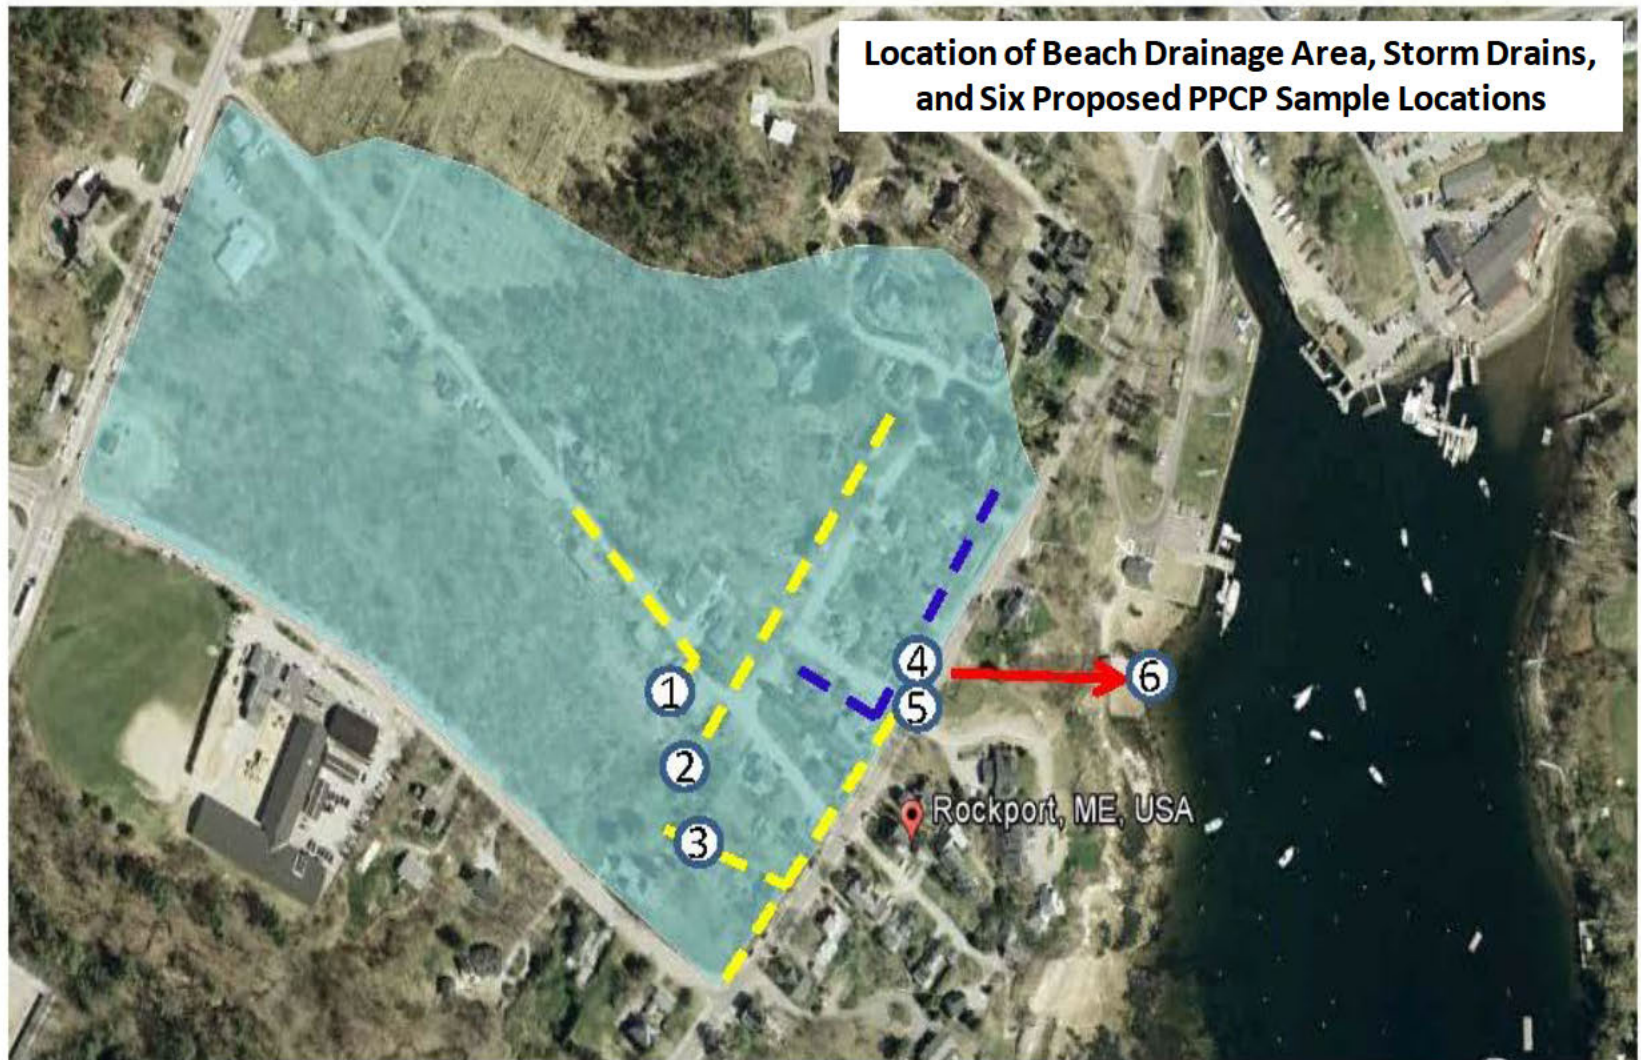 Location of Beach Drainage Area, Storm Drains,
and Six Proposed PPCP Sample Locations
4
6
1
5
2
Rockport, ME, USA
3